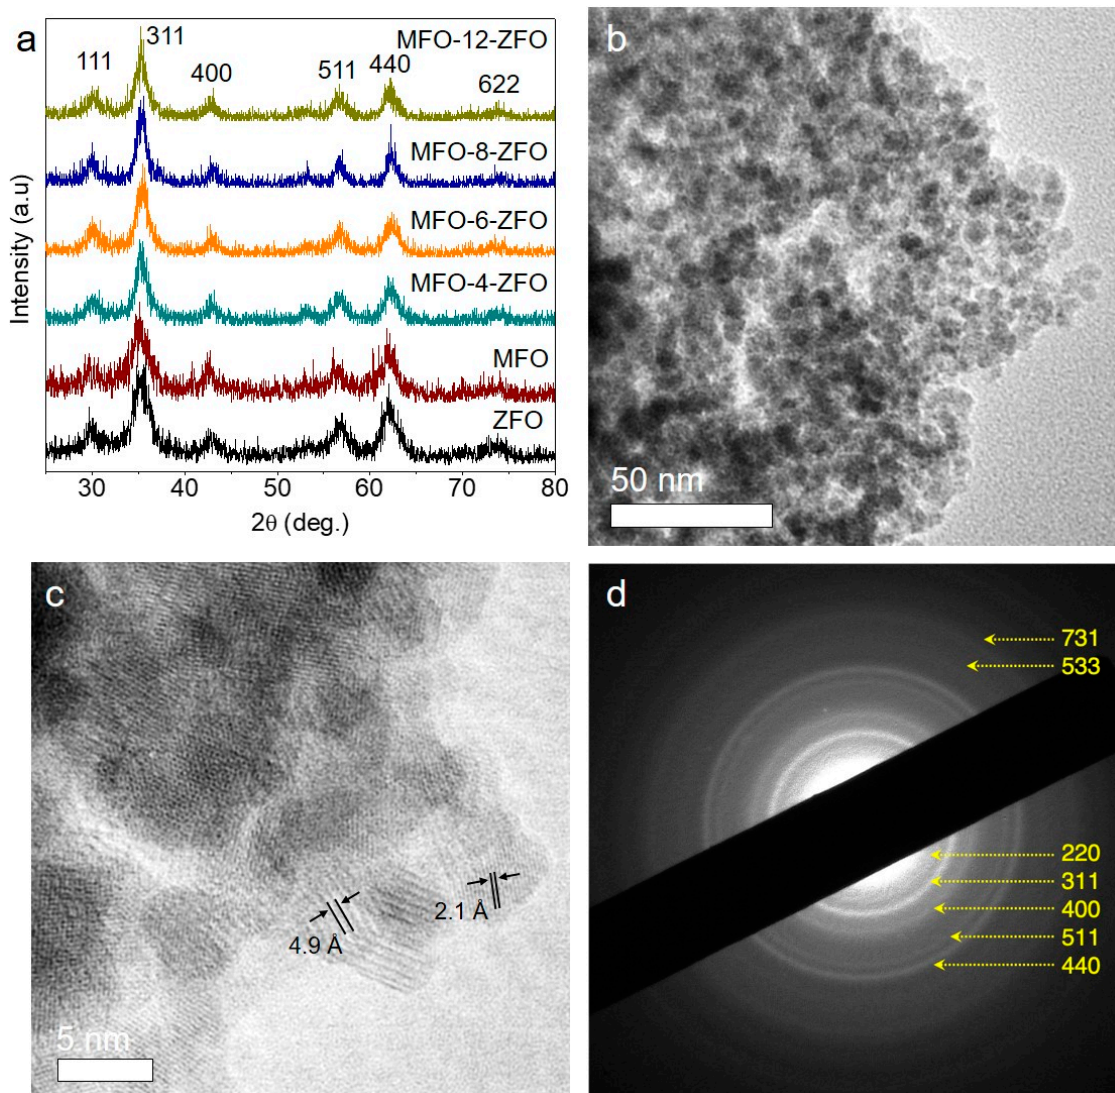 a
311
MFO-12-ZFO
111
400
511
440
622
MFO-8-ZFO
MFO-6-ZFO
MFO-4-ZFO
MFO
ZFO
Intensity (a.u)
30 40 50 60 70 80
2θ (deg.)
b
50 nm
c
2.1 Å
4.9 Å
5 nm
d
731
533
220
311
400
511
440